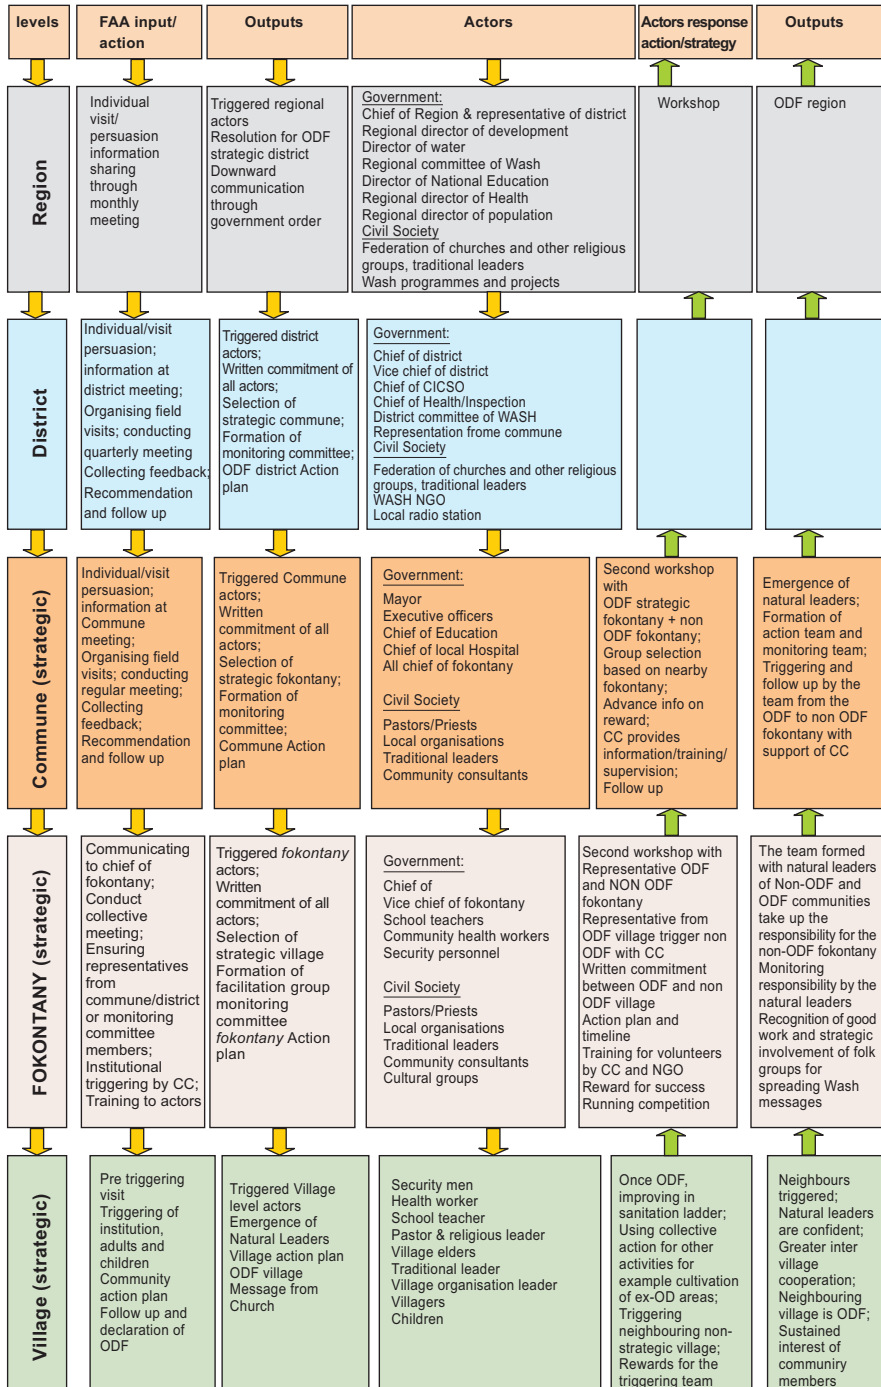 levels
FAA input/
action
Outputs
Actors
Actors response
action/strategy
Outputs
Region
Individual
visit/
persuasion
information
sharing
through
monthly
meeting
Triggered regional
actors
Resolution for ODF
strategic district
Downward
communication
through
government order
Government:
Chief of Region & representative of district
Regional director of development
Director of water
Regional committee of Wash
Director of National Education
Regional director of Health
Regional director of population
Civil Society
Federation of churches and other religious
groups, traditional leaders
Wash programmes and projects
Workshop
ODF region
District
Individual/visit
persuasion;
information at
district meeting;
Organising field
visits; conducting
quarterly meeting
Collecting feedback;
Recommendation
and follow up
Triggered district
actors;
Written commitment of
all actors;
Selection of
strategic commune;
Formation of
monitoring committee;
ODF district Action
plan
Government:
Chief of district
Vice chief of district
Chief of CICSO
Chief of Health/Inspection
District committee of WASH
Representation frome commune
Civil Society
Federation of churches and other religious
groups, traditional leaders
WASH NGO
Local radio station
Commune (strategic)
Individual/visit
persuasion;
information at
Commune
meeting;
Organising field
visits; conducting
regular meeting;
Collecting
feedback;
Recommendation
and follow up
Triggered Commune
actors;
Written
commitment of all
actors;
Selection of
strategic fokontany;
Formation of
monitoring
committee;
Commune Action
plan
Government:
Mayor
Executive officers
Chief of Education
Chief of local Hospital
All chief of fokontany
Civil Society
Pastors/Priests
Local organisations
Traditional leaders
Community consultants
Second workshop
with
ODF strategic
fokontany + non
ODF fokontany;
Group selection
based on nearby
fokontany;
Advance info on
reward;
CC provides
information/training/
supervision;
Follow up
Emergence of
natural leaders;
Formation of
action team and
monitoring team;
Triggering and
follow up by the
team from the
ODF to non ODF
fokontany with
support of CC
FOKONTANY (strategic)
Communicating
to chief of
fokontany;
Conduct
collective
meeting;
Ensuring
representatives
from
commune/district
or monitoring
committee
members;
Institutional
triggering by CC;
Training to actors
Triggered fokontany
actors;
Written
commitment of all
actors;
Selection of
strategic village
Formation of
facilitation group
monitoring
committee
fokontany Action
plan
Government:
Chief of
Vice chief of fokontany
School teachers
Community health workers
Security personnel
Civil Society
Pastors/Priests
Local organisations
Traditional leaders
Community consultants
Cultural groups
Second workshop with
Representative ODF
and NON ODF
fokontany
Representative from
ODF village trigger non
ODF with CC
Written commitment
between ODF and non
ODF village
Action plan and
timeline
Training for volunteers
by CC and NGO
Reward for success
Running competition
The team formed
with natural leaders
of Non-ODF and
ODF communities
take up the
responsibility for the
non-ODF fokontany
Monitoring
responsibility by the
natural leaders
Recognition of good
work and strategic
involvement of folk
groups for
spreading Wash
messages
Village (strategic)
Pre triggering
visit
Triggering of
institution,
adults and
children
Community
action plan
Follow up and
declaration of
ODF
Triggered Village
level actors
Emergence of
Natural Leaders
Village action plan
ODF village
Message from
Church
Security men
Health worker
School teacher
Pastor & religious leader
Village elders
Traditional leader
Village organisation leader
Villagers
Children
Once ODF,
improving in
sanitation ladder;
Using collective
action for other
activities for
example cultivation
of ex-OD areas;
Triggering
neighbouring non-
strategic village;
Rewards for the
triggering team
Neighbours
triggered;
Natural leaders
are confident;
Greater inter
village
cooperation;
Neighbouring
village is ODF;
Sustained
interest of
communiry
members